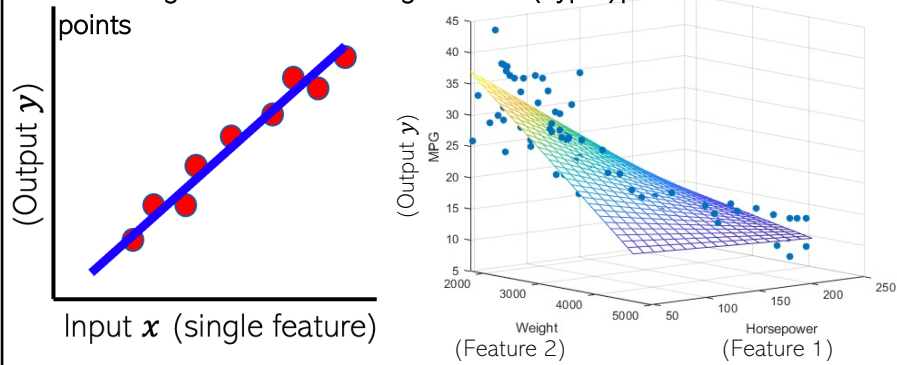 points
(Output y)
Input x (single feature)
(Output y)
MPG
45
40
35
30
25
20
15
10
5
2000
3000
4000
5000
50
100
150
200
250
Weight
(Feature 2)
Horsepower
(Feature 1)